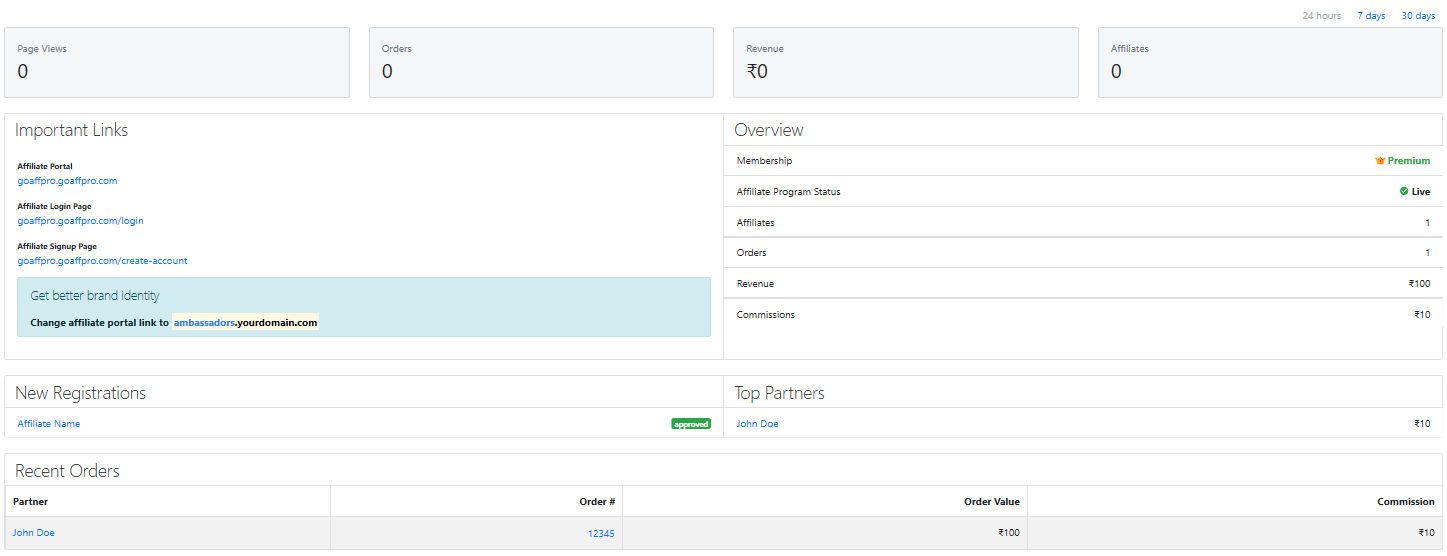 24 hours 7 days 30 days
Page Views Orders Revenue Affiliates
0 0 ₹0 0
Important Links
Affiliate Portal
goaffpro.goaffpro.com
Affiliate Login Page
goaffpro.goaffpro.com/login
Affiliate Signup Page
goaffpro.goaffpro.com/create-account
Get better brand identity
Change affiliate portal link to ambassadors.yourdomain.com
Overview
Membership Premium
Affiliate Program Status Live
Affiliates 1
Orders 1
Revenue ₹100
Commissions ₹10
New Registrations
Affiliate Name approved
Top Partners
John Doe ₹10
Recent Orders
Partner Order # Order Value Commission
John Doe 12345 ₹100 ₹10